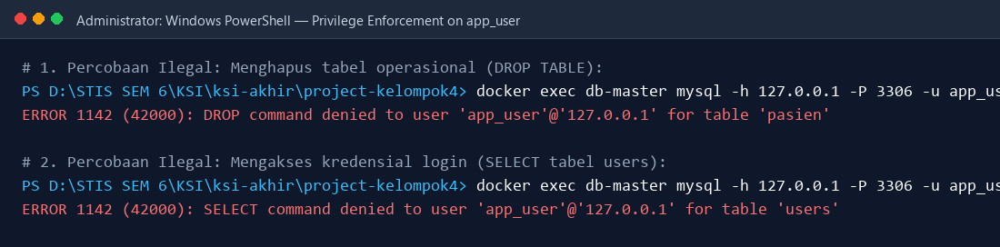 Administrator: Windows PowerShell — Privilege Enforcement on app_user
# 1. Percobaan Ilegal: Menghapus tabel operasional (DROP TABLE):
PS D:\STIS SEM 6\KSI\ksi-akhir\project-kelompok4> docker exec db-master mysql -h 127.0.0.1 -P 3306 -u app_us
ERROR 1142 (42000): DROP command denied to user 'app_user'@'127.0.0.1' for table 'pasien'
# 2. Percobaan Ilegal: Mengakses kredensial login (SELECT tabel users):
PS D:\STIS SEM 6\KSI\ksi-akhir\project-kelompok4> docker exec db-master mysql -h 127.0.0.1 -P 3306 -u app_us
ERROR 1142 (42000): SELECT command denied to user 'app_user'@'127.0.0.1' for table 'users'